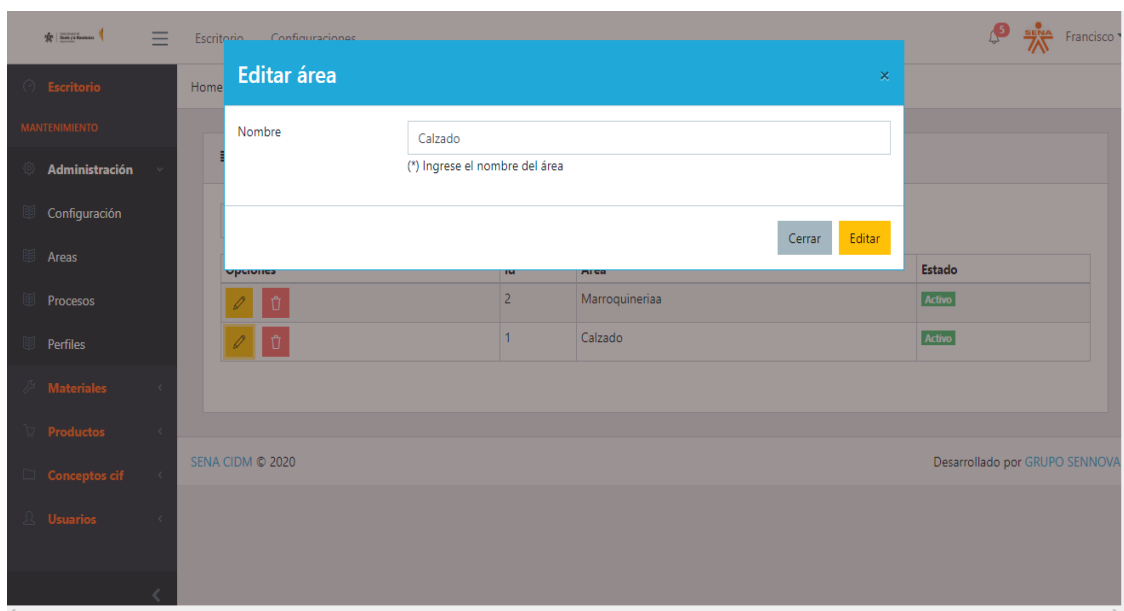 Escritorio Configuraciones
5
SENA
Francisco
Editar área
×
Escritorio
Home
MANTENIMIENTO
Nombre
Calzado
(*) Ingrese el nombre del área
Administración
Configuración
Cerrar
Editar
Areas
Opciones Id Area Estado
Procesos
2 Marroquineriaa Activo
Perfiles
1 Calzado Activo
Materiales
Productos
SENA CIDM © 2020
Desarrollado por GRUPO SENNOVA
Conceptos cif
Usuarios